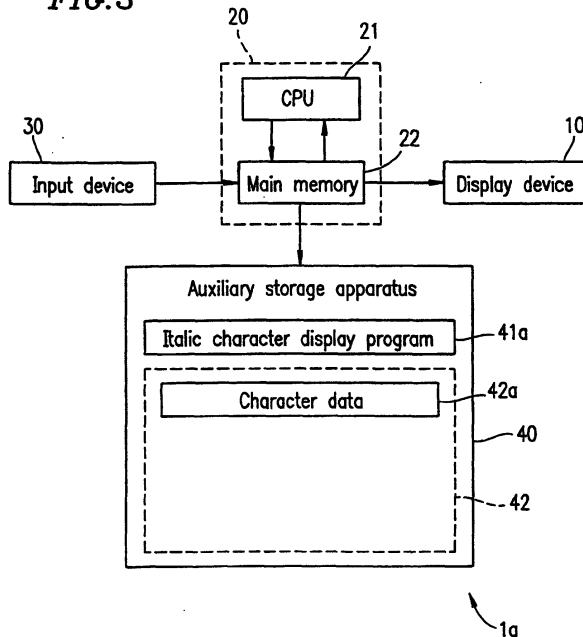 FIG.3
20
21
CPU
30
22
10
Input device
Main memory
Display device
Auxiliary storage apparatus
Italic character display program
41a
Character data
42a
40
42
1a